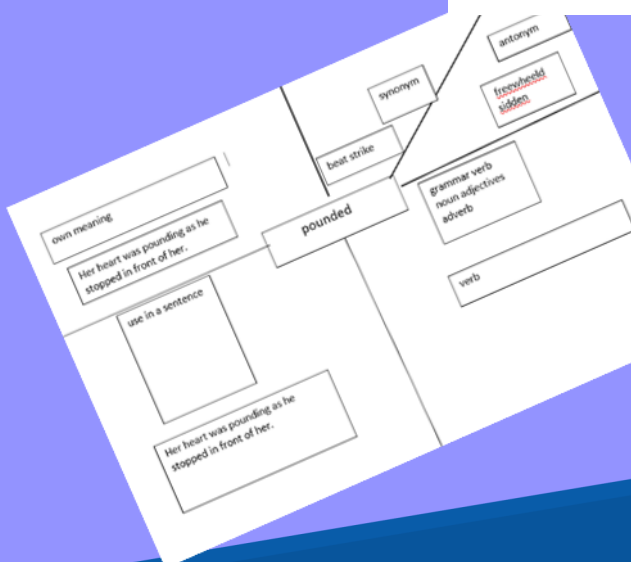 antonym
synonym
freewheeld
sidden
beat strike
own meaning
Her heart was pounding as he
stopped in front of her.
pounded
grammar verb
noun adjectives
adverb
verb
use in a sentence
Her heart was pounding as he
stopped in front of her.